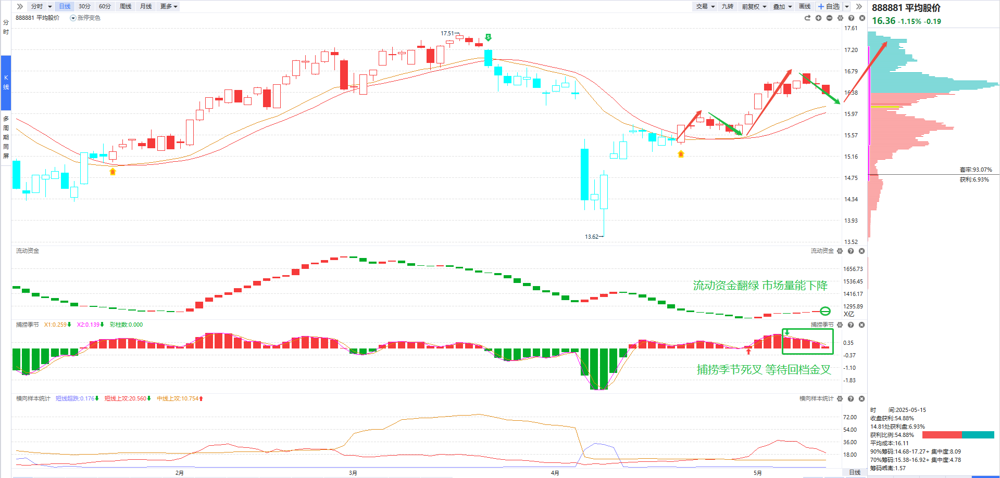 分时 日线 30分 60分 周线 月线 更多 交易 九转 前复权 叠加 画线 自选
888881 平均股价 涨停变色
分时
K线
多周期同屏
17.51
S
B
B
13.62
17.61
17.20
16.79
16.38
15.97
15.57
15.16
14.75
14.34
13.93
13.52
流动资金 流动资金
1656.73
1536.45
1416.17
1295.89
X亿
流动资金翻绿 市场量能下降
捕捞季节 X1:0.259 X2:0.139 彩柱数:0.000 捕捞季节
0.35
-0.37
-1.10
-1.83
捕捞季节死叉 等待回档金叉
横向样本统计 短线超跌:0.176 短线上攻:20.560 中线上攻:10.754 横向样本统计
72.00
54.00
36.00
18.00
2月 3月 4月 5月 日线
888881 平均股价
16.36 -1.15% -0.19
套牢:93.07%
获利:6.93%
时 间:2025-05-15
收盘获利:54.88%
14.81处获利盘:6.93%
获利比例:54.88%
平均成本:16.11
90%筹码:14.68-17.27+ 集中度:8.09
70%筹码:15.38-16.92+ 集中度:4.78
筹码乖离:1.57